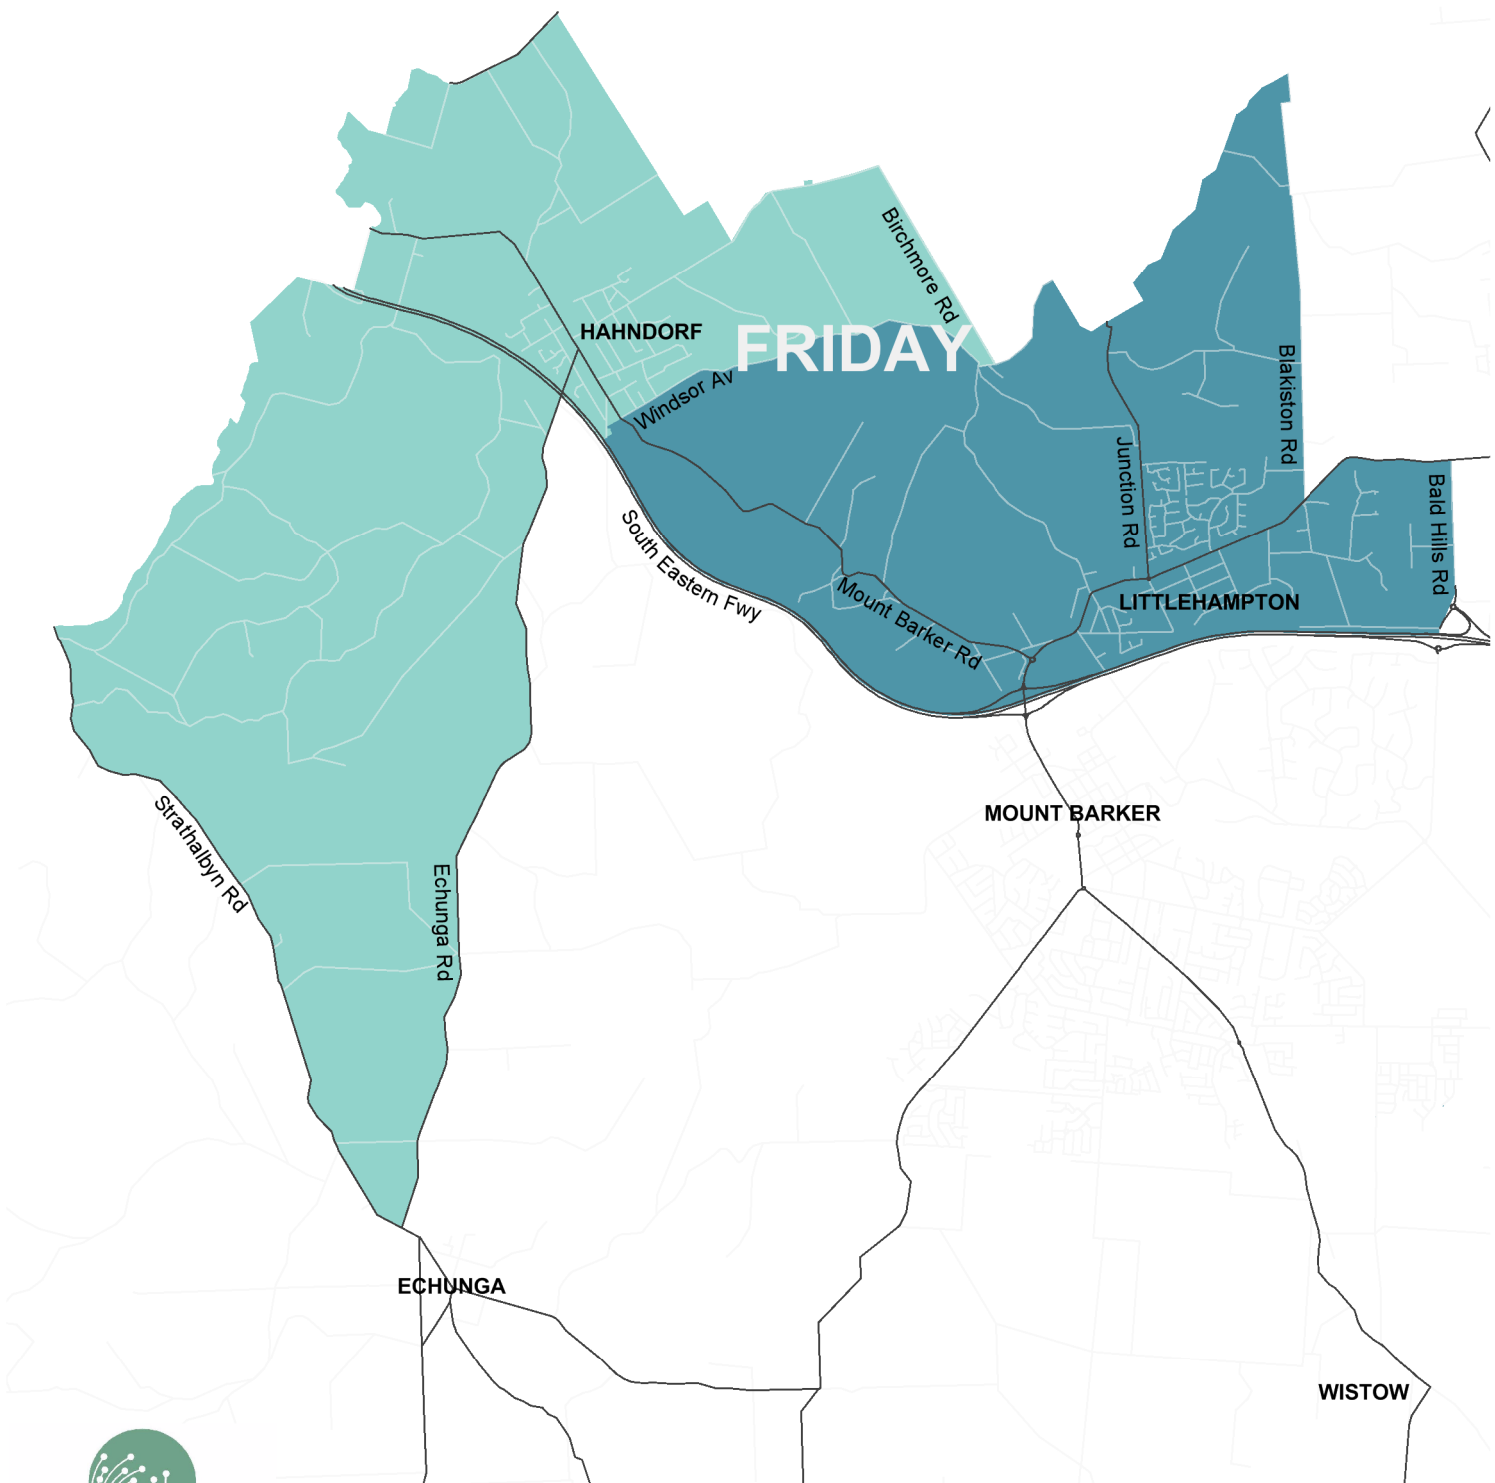 Birchmore Rd
HAHNDORF
FRIDAY
Windsor Av
Blakiston Rd
Junction Rd
Bald Hills Rd
South Eastern Fwy
Mount Barker Rd
LITTLEHAMPTON
MOUNT BARKER
Strathalbyn Rd
Echunga Rd
ECHUNGA
WISTOW